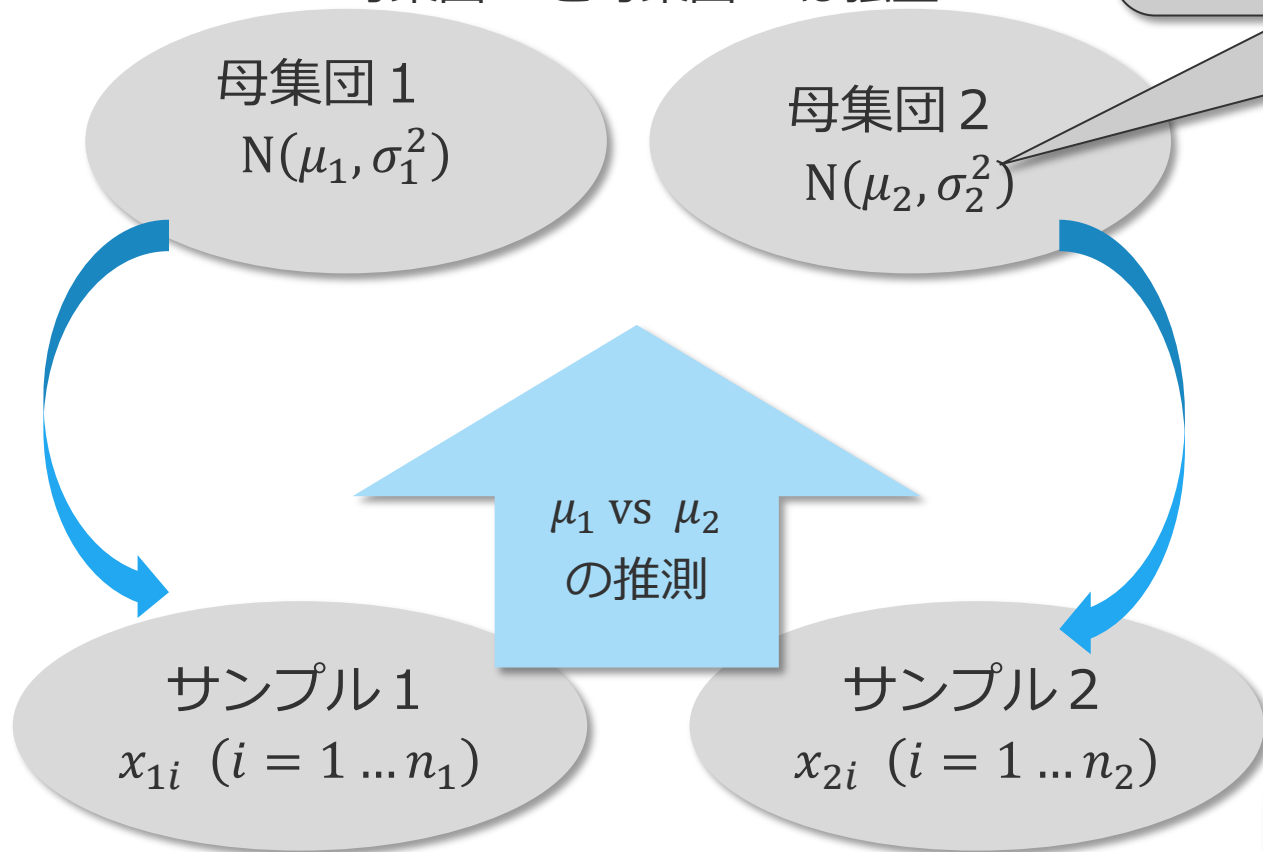 母集団1
N(μ₁, σ₁²)
母集団2
N(μ₂, σ₂²)
μ₁ vs μ₂
の推測
サンプル1
x₁ᵢ (i = 1 … n₁)
サンプル2
x₂ᵢ (i = 1 … n₂)